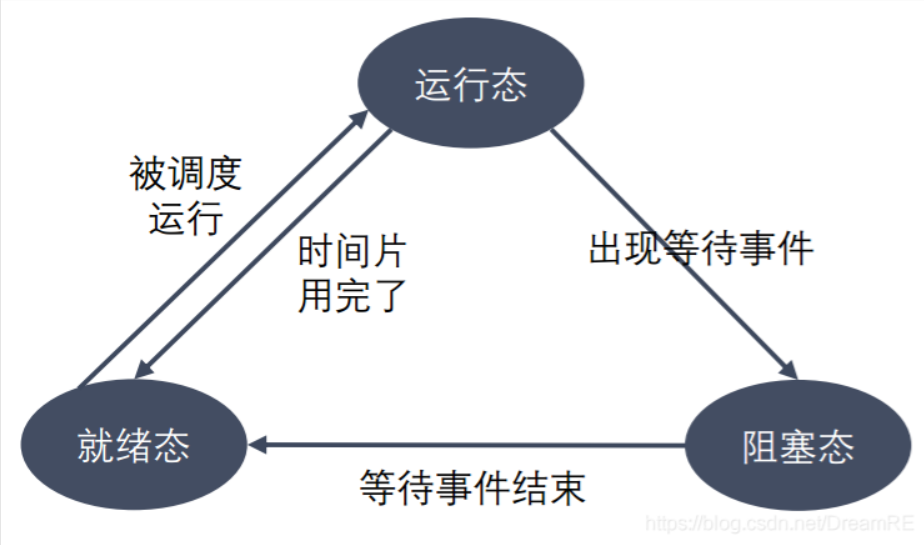 运行态
被调度
运行
时间片
用完了
出现等待事件
就绪态
阻塞态
等待事件结束
https://blog.csdn.net/DreamRE